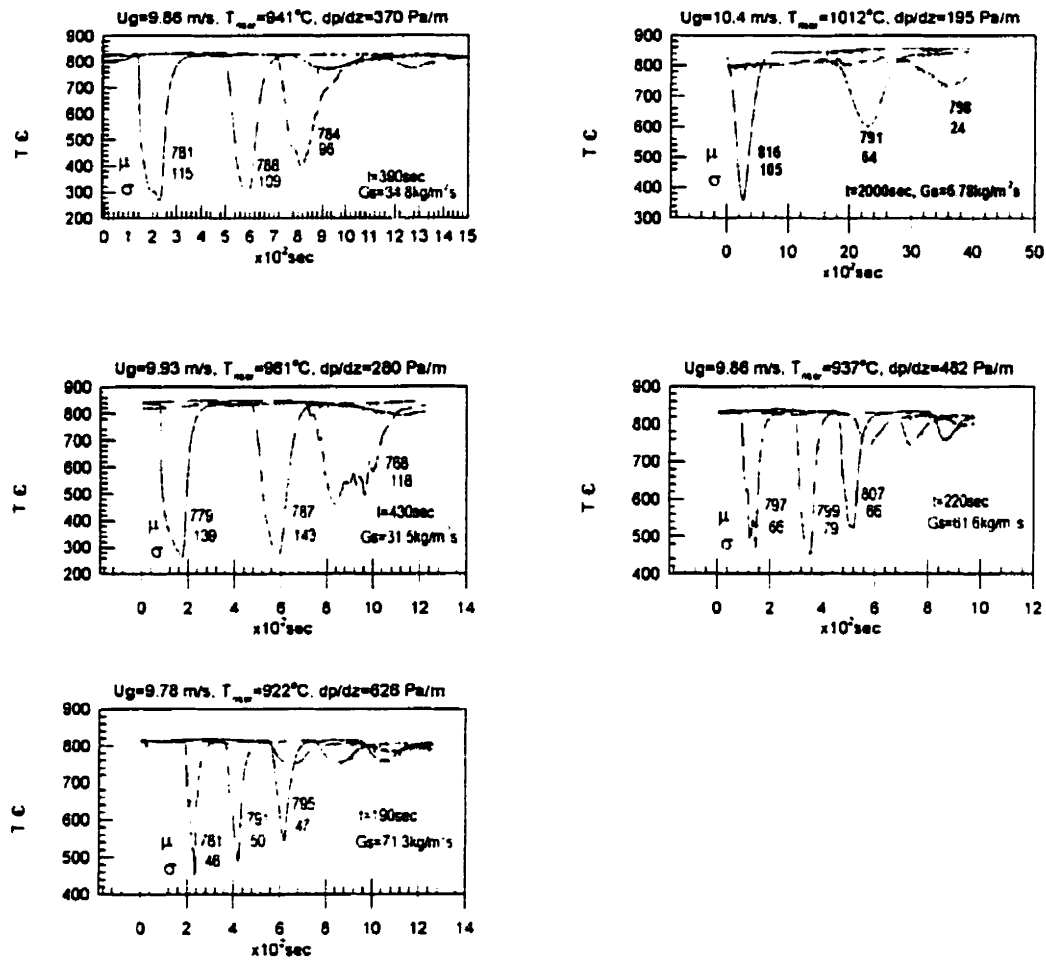 Ug=9.86 m/s, T =941°C, dp/dz=370 Pa/m
900
800
700
600
500
400
300
200
T °C
μ
σ
781
115
788
109
784
96
t=390sec
Gs=34.8kg/m²s
0 1 2 3 4 5 6 7 8 9 10 11 12 13 14 15
x10²sec
Ug=10.4 m/s, T =1012°C, dp/dz=195 Pa/m
900
800
700
600
500
400
300
T °C
μ
σ
816
105
791
64
798
24
t=2000sec, Gs=6.78kg/m²s
0 10 20 30 40 50
x10²sec
Ug=9.93 m/s, T =961°C, dp/dz=280 Pa/m
900
800
700
600
500
400
300
200
T °C
μ
σ
779
139
787
143
768
118
t=430sec
Gs=31.5kg/m²s
0 2 4 6 8 10 12 14
x10²sec
Ug=9.86 m/s, T =937°C, dp/dz=482 Pa/m
900
800
700
600
500
400
T °C
μ
σ
797
66
799
79
807
66
t=220sec
Gs=61.6kg/m²s
0 2 4 6 8 10 12
x10²sec
Ug=9.78 m/s, T =922°C, dp/dz=626 Pa/m
900
800
700
600
500
400
T °C
μ
σ
781
46
791
50
795
47
t=190sec
Gs=71.3kg/m²s
0 2 4 6 8 10 12 14
x10²sec